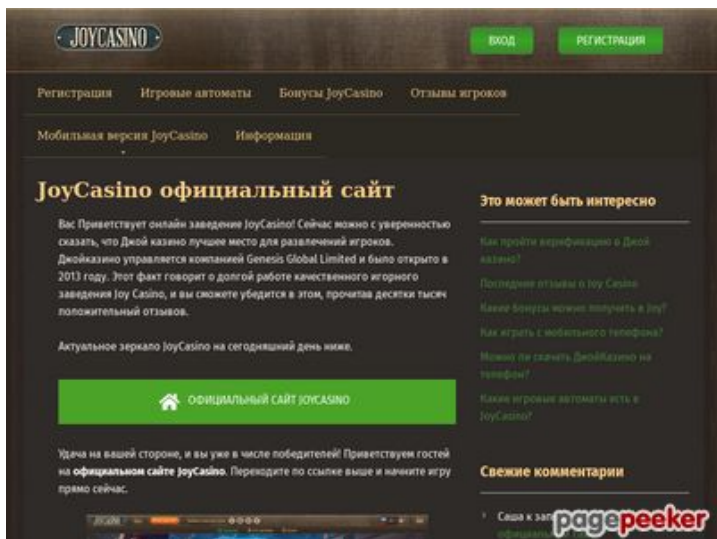 JOYCASINO
ВХОД
РЕГИСТРАЦИЯ
Регистрация Игровые автоматы Бонусы JoyCasino Отзывы игроков
Мобильная версия JoyCasino Информация
JoyCasino официальный сайт
Вас Приветствует онлайн заведение JoyCasino! Сейчас можно с уверенностью
сказать, что Джой казино лучшее место для развлечений игроков.
Джойказино управляется компанией Genesis Global Limited и было открыто в
2013 году. Этот факт говорит о долгой работе качественного игорного
заведения Joy Casino, и вы сможете убедится в этом, прочитав десятки тысяч
положительный отзывов.
Актуальное зеркало JoyCasino на сегодняшний день ниже.
ОФИЦИАЛЬНЫЙ САЙТ JOYCASINO
Удача на вашей стороне, и вы уже в числе победителей! Приветствуем гостей
на официальном сайте JoyCasino. Переходите по ссылке выше и начните игру
прямо сейчас.
JOYCASINO
Это может быть интересно
Как пройти верификацию в Джой
казино?
Последние отзывы о Joy Casino
Какие бонусы можно получить в Joy?
Как играть с мобильного телефона?
Можно ли скачать ДжойКазино на
телефон?
Какие игровые автоматы есть в
JoyCasino?
Свежие комментарии
Саша к
pagepeeker